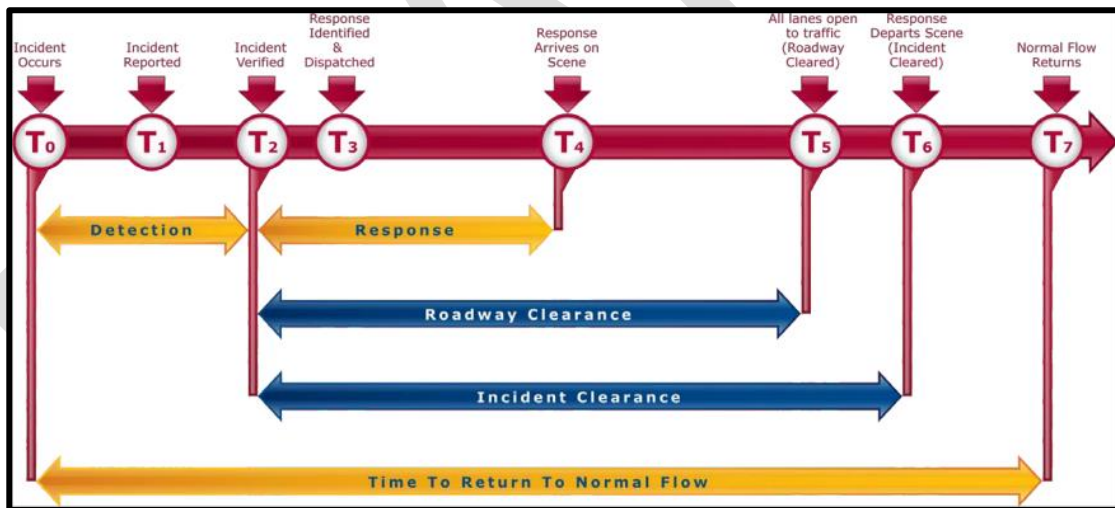 Incident
Occurs
Incident
Reported
Incident
Verified
Response
Identified
&
Dispatched
Response
Arrives on
Scene
All lanes open
to traffic
(Roadway
Cleared)
Response
Departs Scene
(Incident
Cleared)
Normal Flow
Returns
T0
T1
T2
T3
T4
T5
T6
T7
Detection
Response
Roadway Clearance
Incident Clearance
Time To Return To Normal Flow